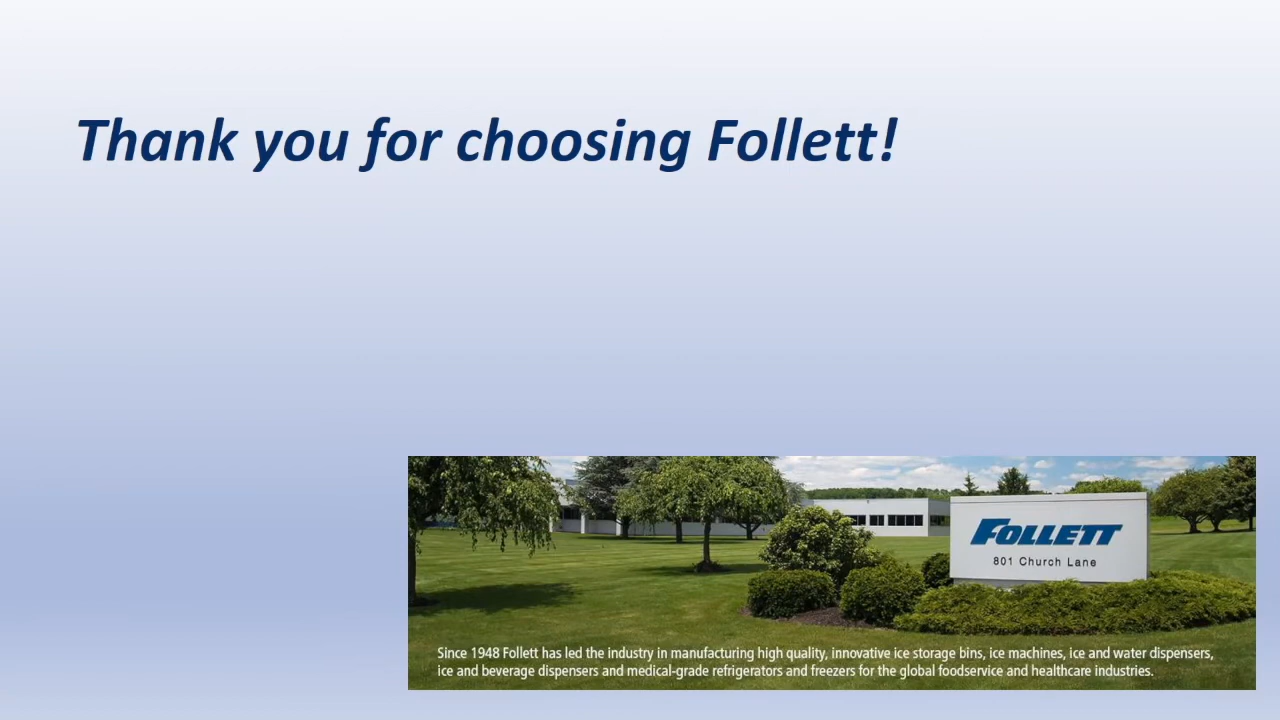 Thank you for choosing Follett!
FOLLETT
801 Church Lane
Since 1948 Follett has led the industry in manufacturing high quality, innovative ice storage bins, ice machines, ice and water dispensers,
ice and beverage dispensers and medical-grade refrigerators and freezers for the global foodservice and healthcare industries.